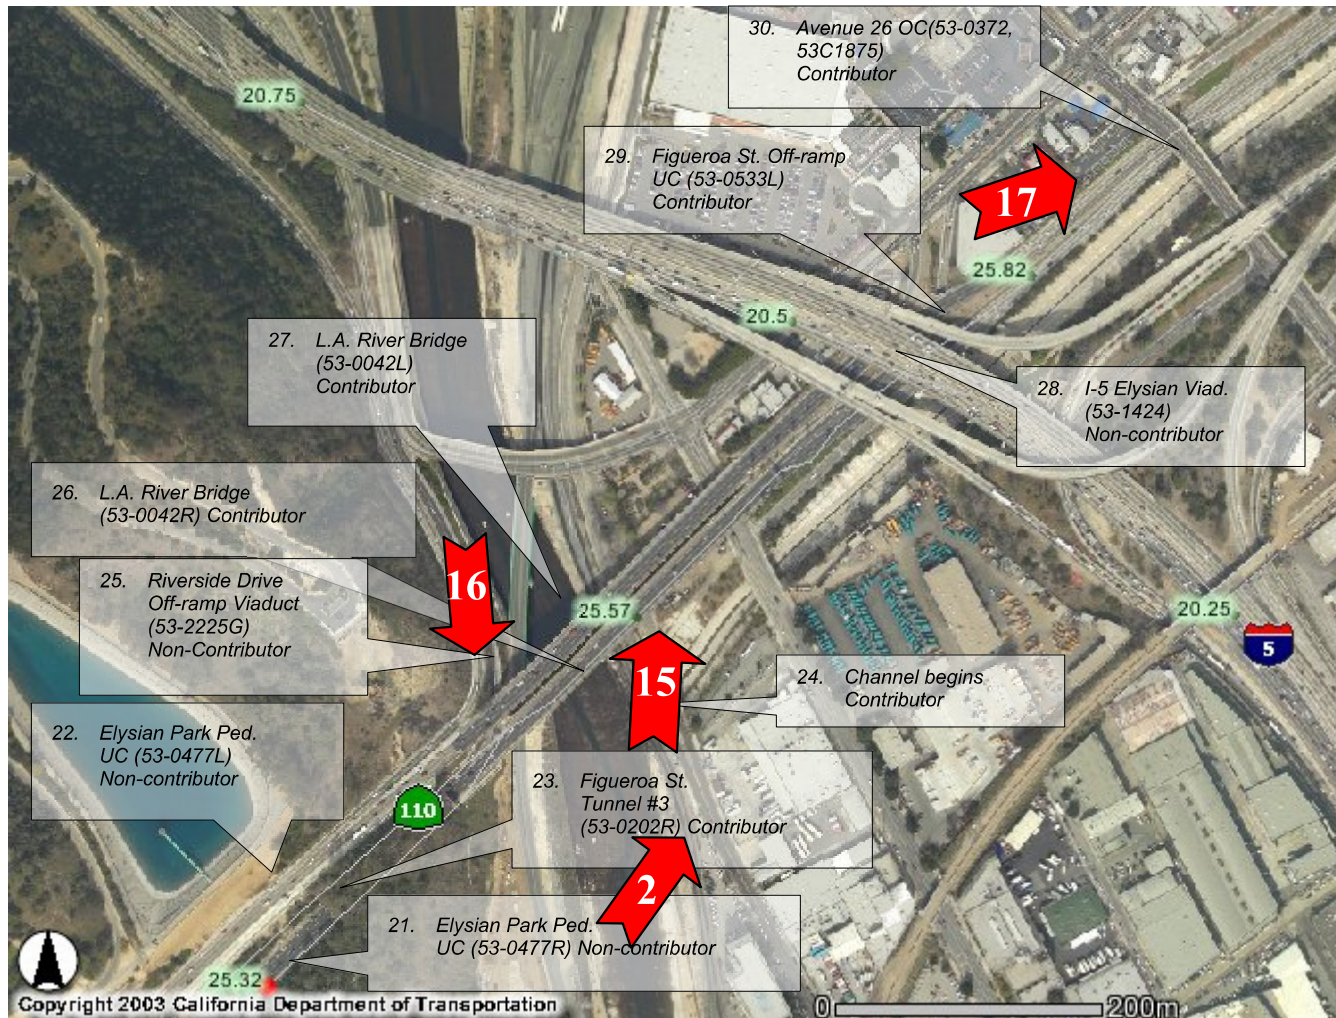 30. Avenue 26 OC(53-0372,
53C1875)
Contributor
20.75
29. Figueroa St. Off-ramp
UC (53-0533L)
Contributor
17
25.82
20.5
27. L.A. River Bridge
(53-0042L)
Contributor
28. I-5 Elysian Viad.
(53-1424)
Non-contributor
26. L.A. River Bridge
(53-0042R) Contributor
16
25. Riverside Drive
Off-ramp Viaduct
(53-2225G)
Non-Contributor
25.57
20.25
5
15
24. Channel begins
Contributor
22. Elysian Park Ped.
UC (53-0477L)
Non-contributor
110
23. Figueroa St.
Tunnel #3
(53-0202R) Contributor
2
21. Elysian Park Ped.
UC (53-0477R) Non-contributor
25.32
Copyright 2003 California Department of Transportation
0 200m